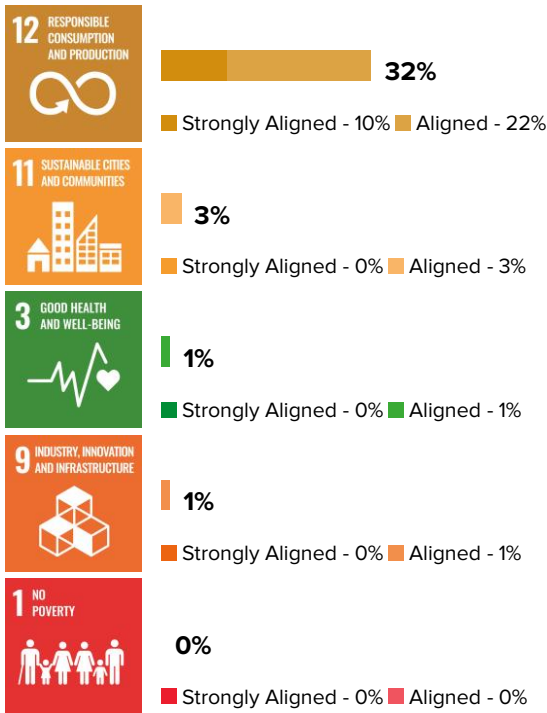 12 RESPONSIBLE
CONSUMPTION
AND PRODUCTION
32%
Strongly Aligned - 10% Aligned - 22%
11 SUSTAINABLE CITIES
AND COMMUNITIES
3%
Strongly Aligned - 0% Aligned - 3%
3 GOOD HEALTH
AND WELL-BEING
1%
Strongly Aligned - 0% Aligned - 1%
9 INDUSTRY, INNOVATION
AND INFRASTRUCTURE
1%
Strongly Aligned - 0% Aligned - 1%
1 NO
POVERTY
0%
Strongly Aligned - 0% Aligned - 0%